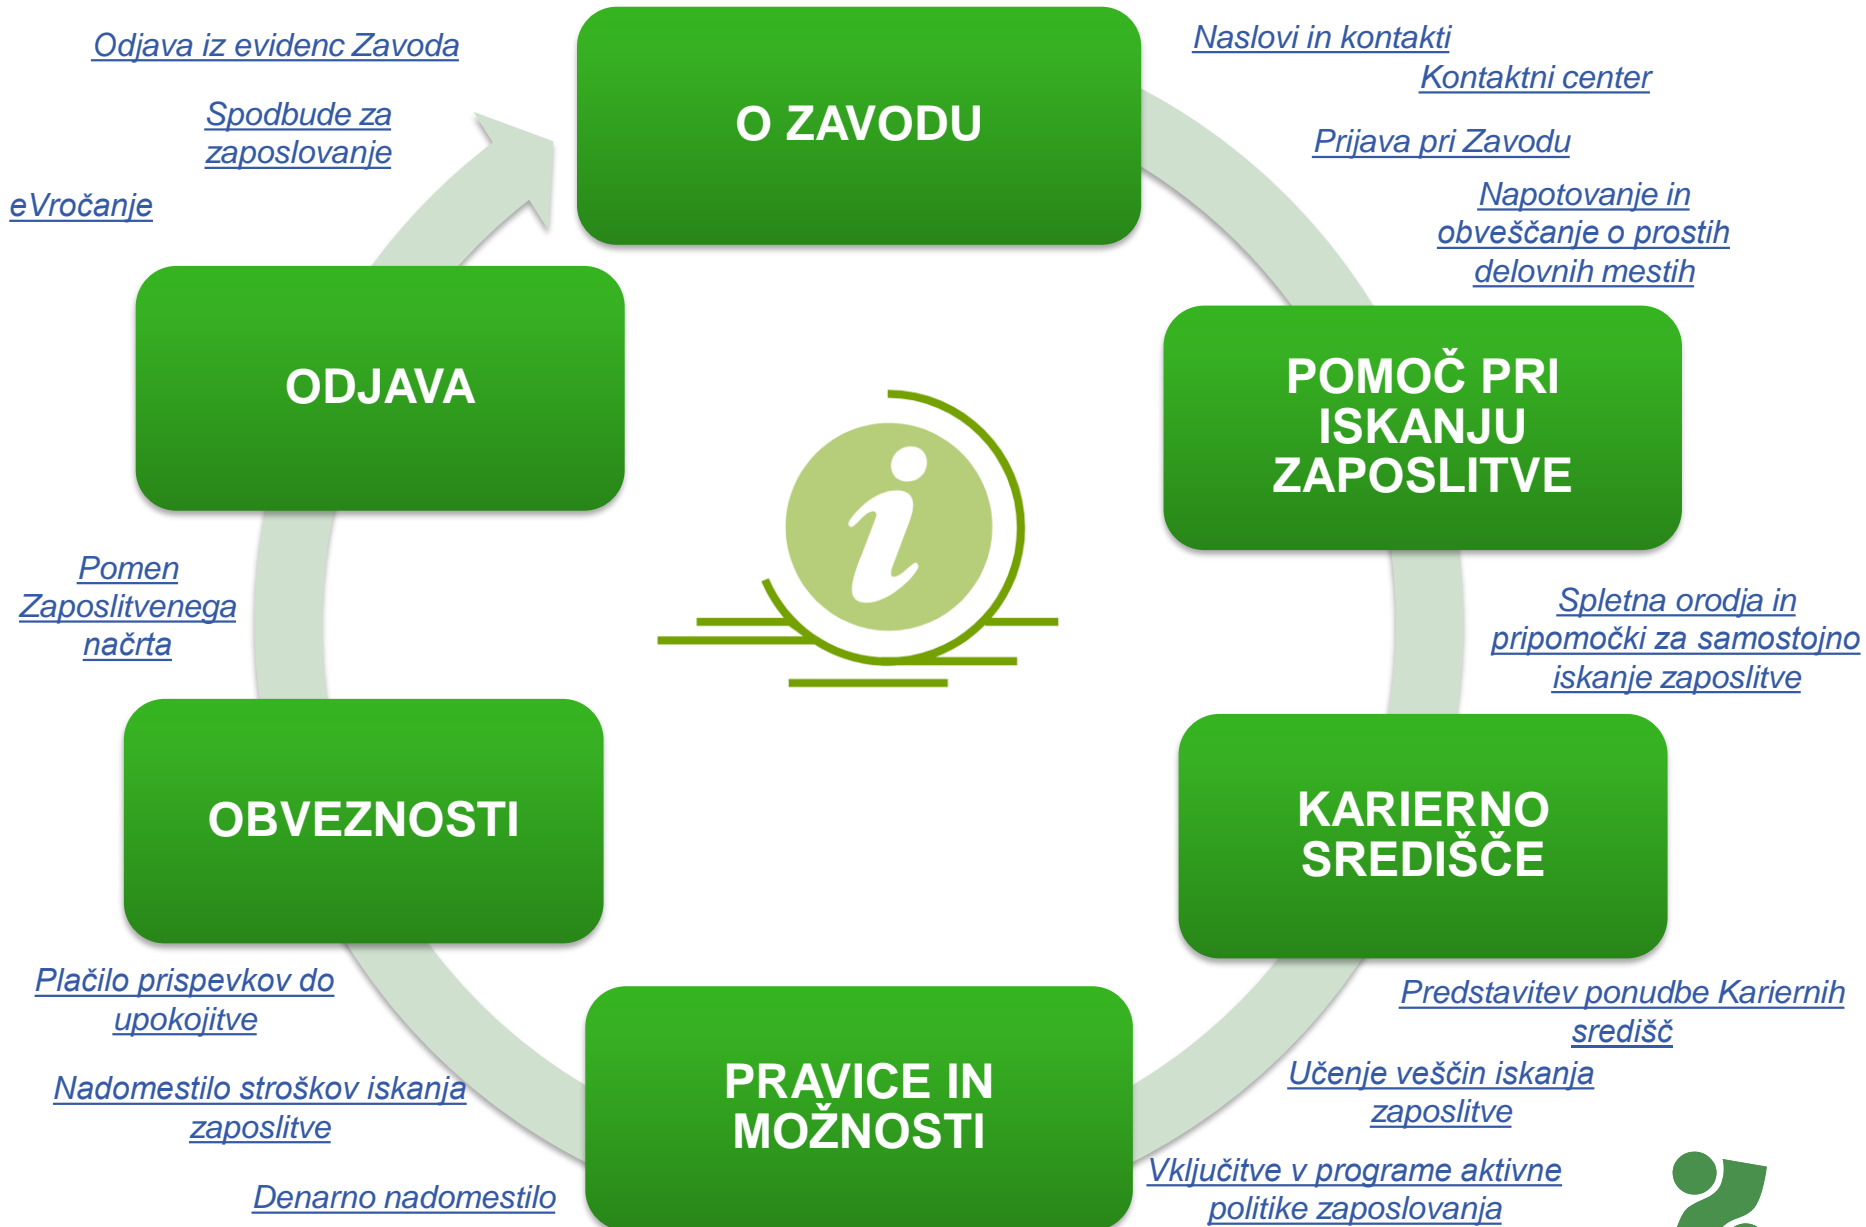 O ZAVODU
Naslovi in kontakti
Kontaktni center
Prijava pri Zavodu
Napotovanje in
obveščanje o prostih
delovnih mestih
POMOČ PRI
ISKANJU
ZAPOSLITVE
Spletna orodja in
pripomočki za samostojno
iskanje zaposlitve
KARIERNO
SREDIŠČE
Predstavitev ponudbe Kariernih
središč
Učenje veščin iskanja
zaposlitve
Vključitve v programe aktivne
politike zaposlovanja
PRAVICE IN
MOŽNOSTI
Denarno nadomestilo
Nadomestilo stroškov iskanja
zaposlitve
Plačilo prispevkov do
upokojitve
OBVEZNOSTI
Pomen
Zaposlitvenega
načrta
ODJAVA
eVročanje
Spodbude za
zaposlovanje
Odjava iz evidenc Zavoda
i